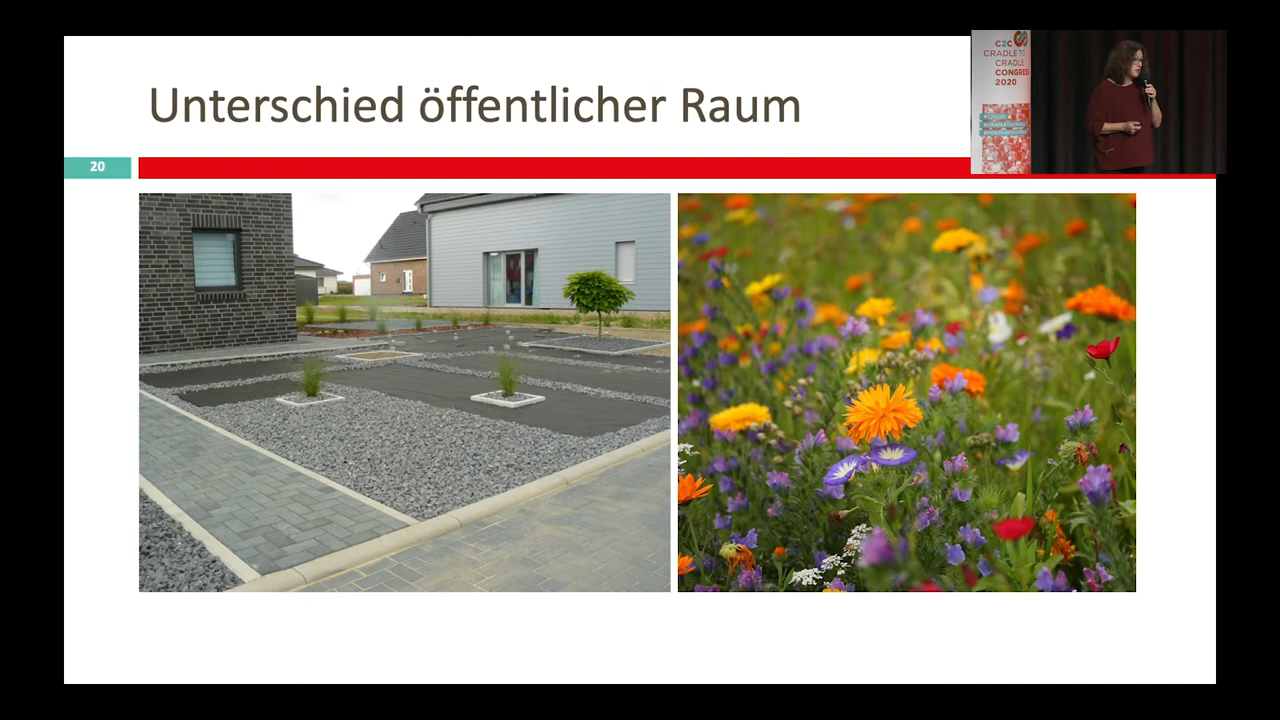 Unterschied öffentlicher Raum
20
C2C
CRADLE TO
CRADLE
CONGRESS
2020